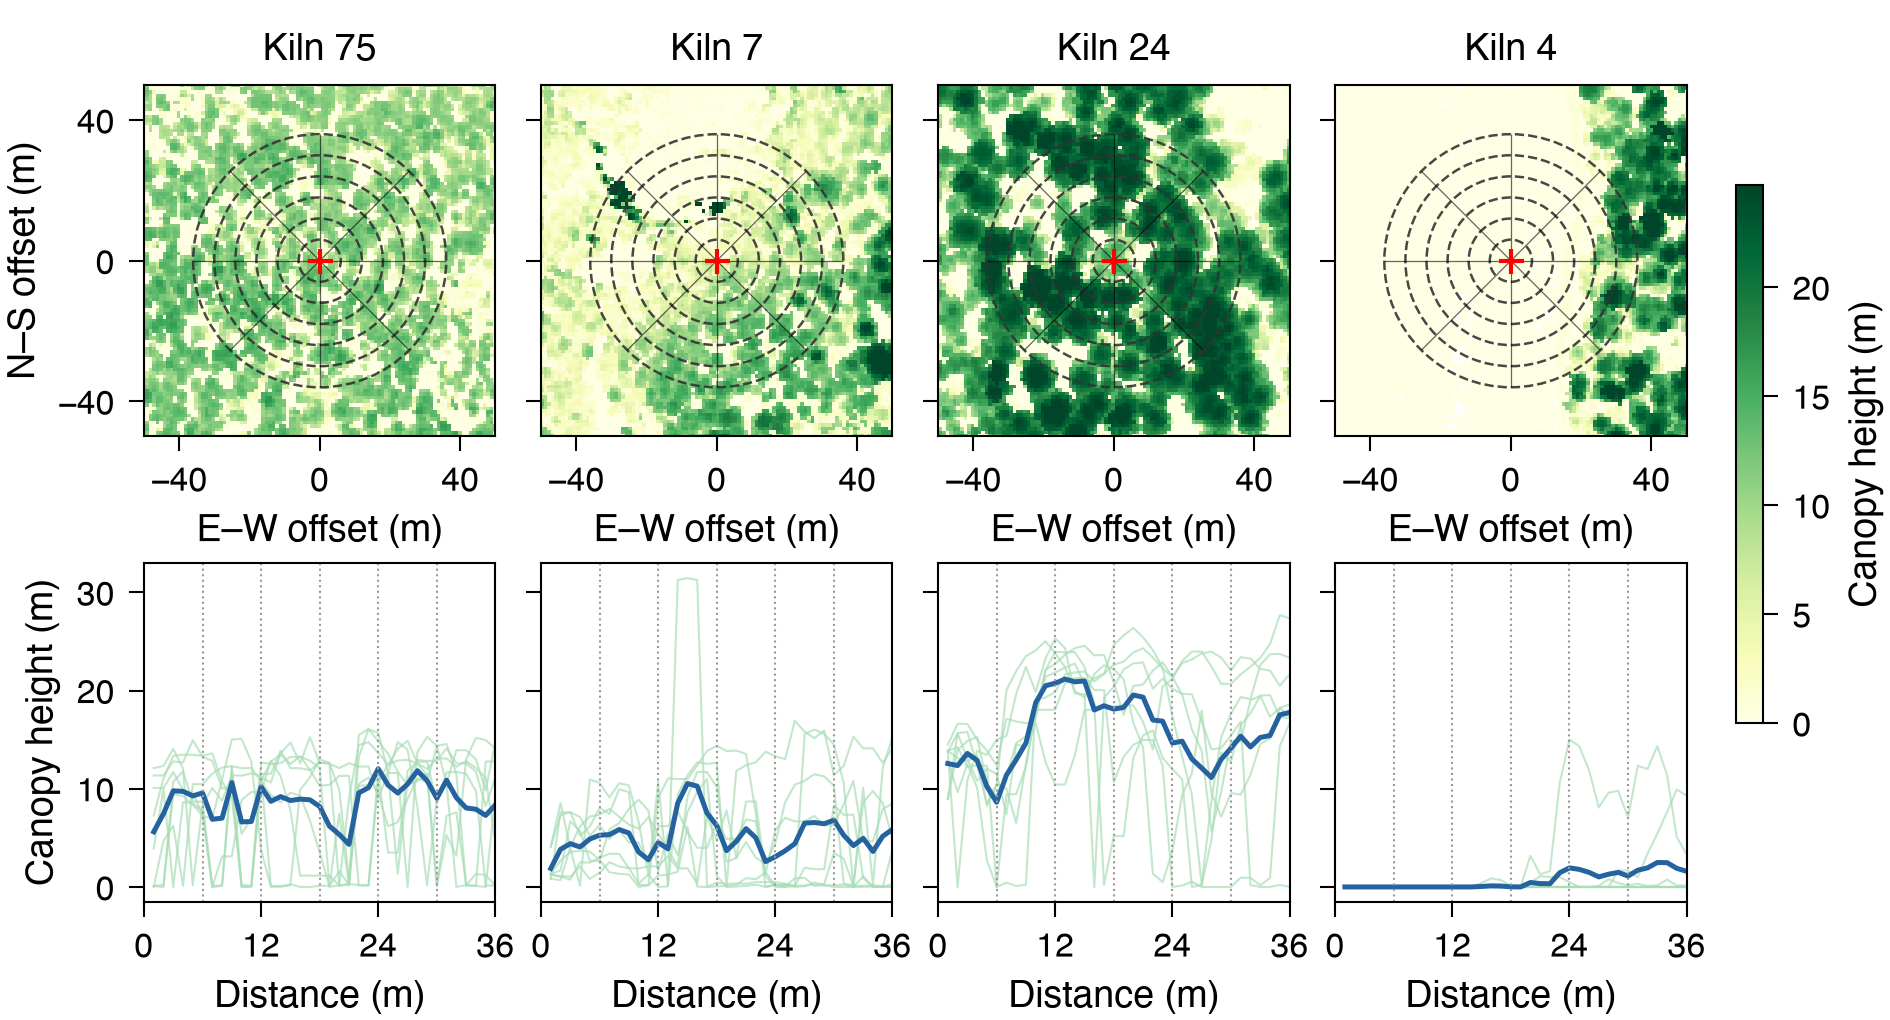 Kiln 75 Kiln 7 Kiln 24 Kiln 4
N–S offset (m)
40
0
−40
−40 0 40 −40 0 40 −40 0 40 −40 0 40
E–W offset (m) E–W offset (m) E–W offset (m) E–W offset (m)
20
15
10
5
0
Canopy height (m)
Canopy height (m)
30
20
10
0
0 12 24 36 0 12 24 36 0 12 24 36 0 12 24 36
Distance (m) Distance (m) Distance (m) Distance (m)